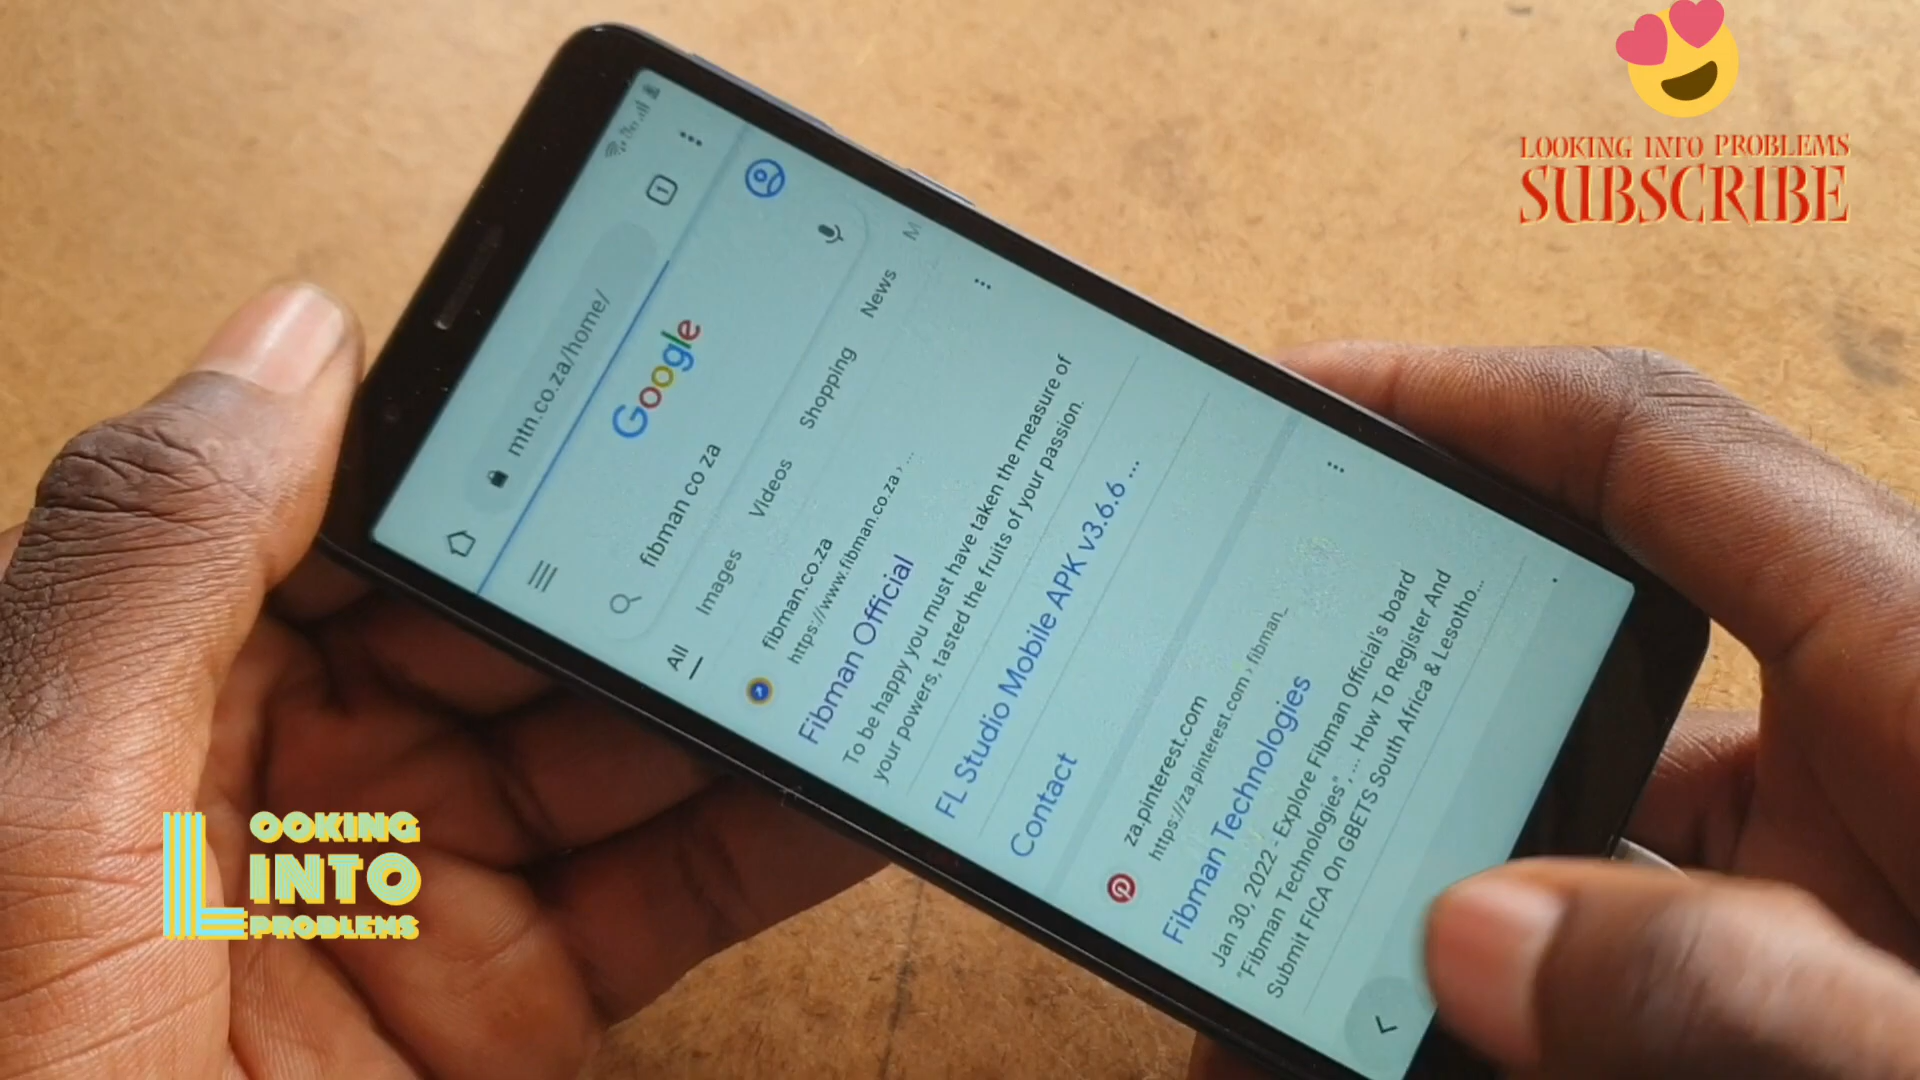 mtn.co.za/home/
1
Google
fibman co za
All Images Videos Shopping News M
fibman.co.za
https://www.fibman.co.za › ...
Fibman Official
To be happy you must have taken the measure of
your powers, tasted the fruits of your passion.
FL Studio Mobile APK v3.6.6 ...
Contact
za.pinterest.com
https://za.pinterest.com › fibman_
Fibman Technologies
Jan 30, 2022 - Explore Fibman Official's board
"Fibman Technologies", ... How To Register And
Submit FICA On GBETS South Africa & Lesotho...
LOOKING INTO PROBLEMS
SUBSCRIBE
LOOKING
INTO
PROBLEMS